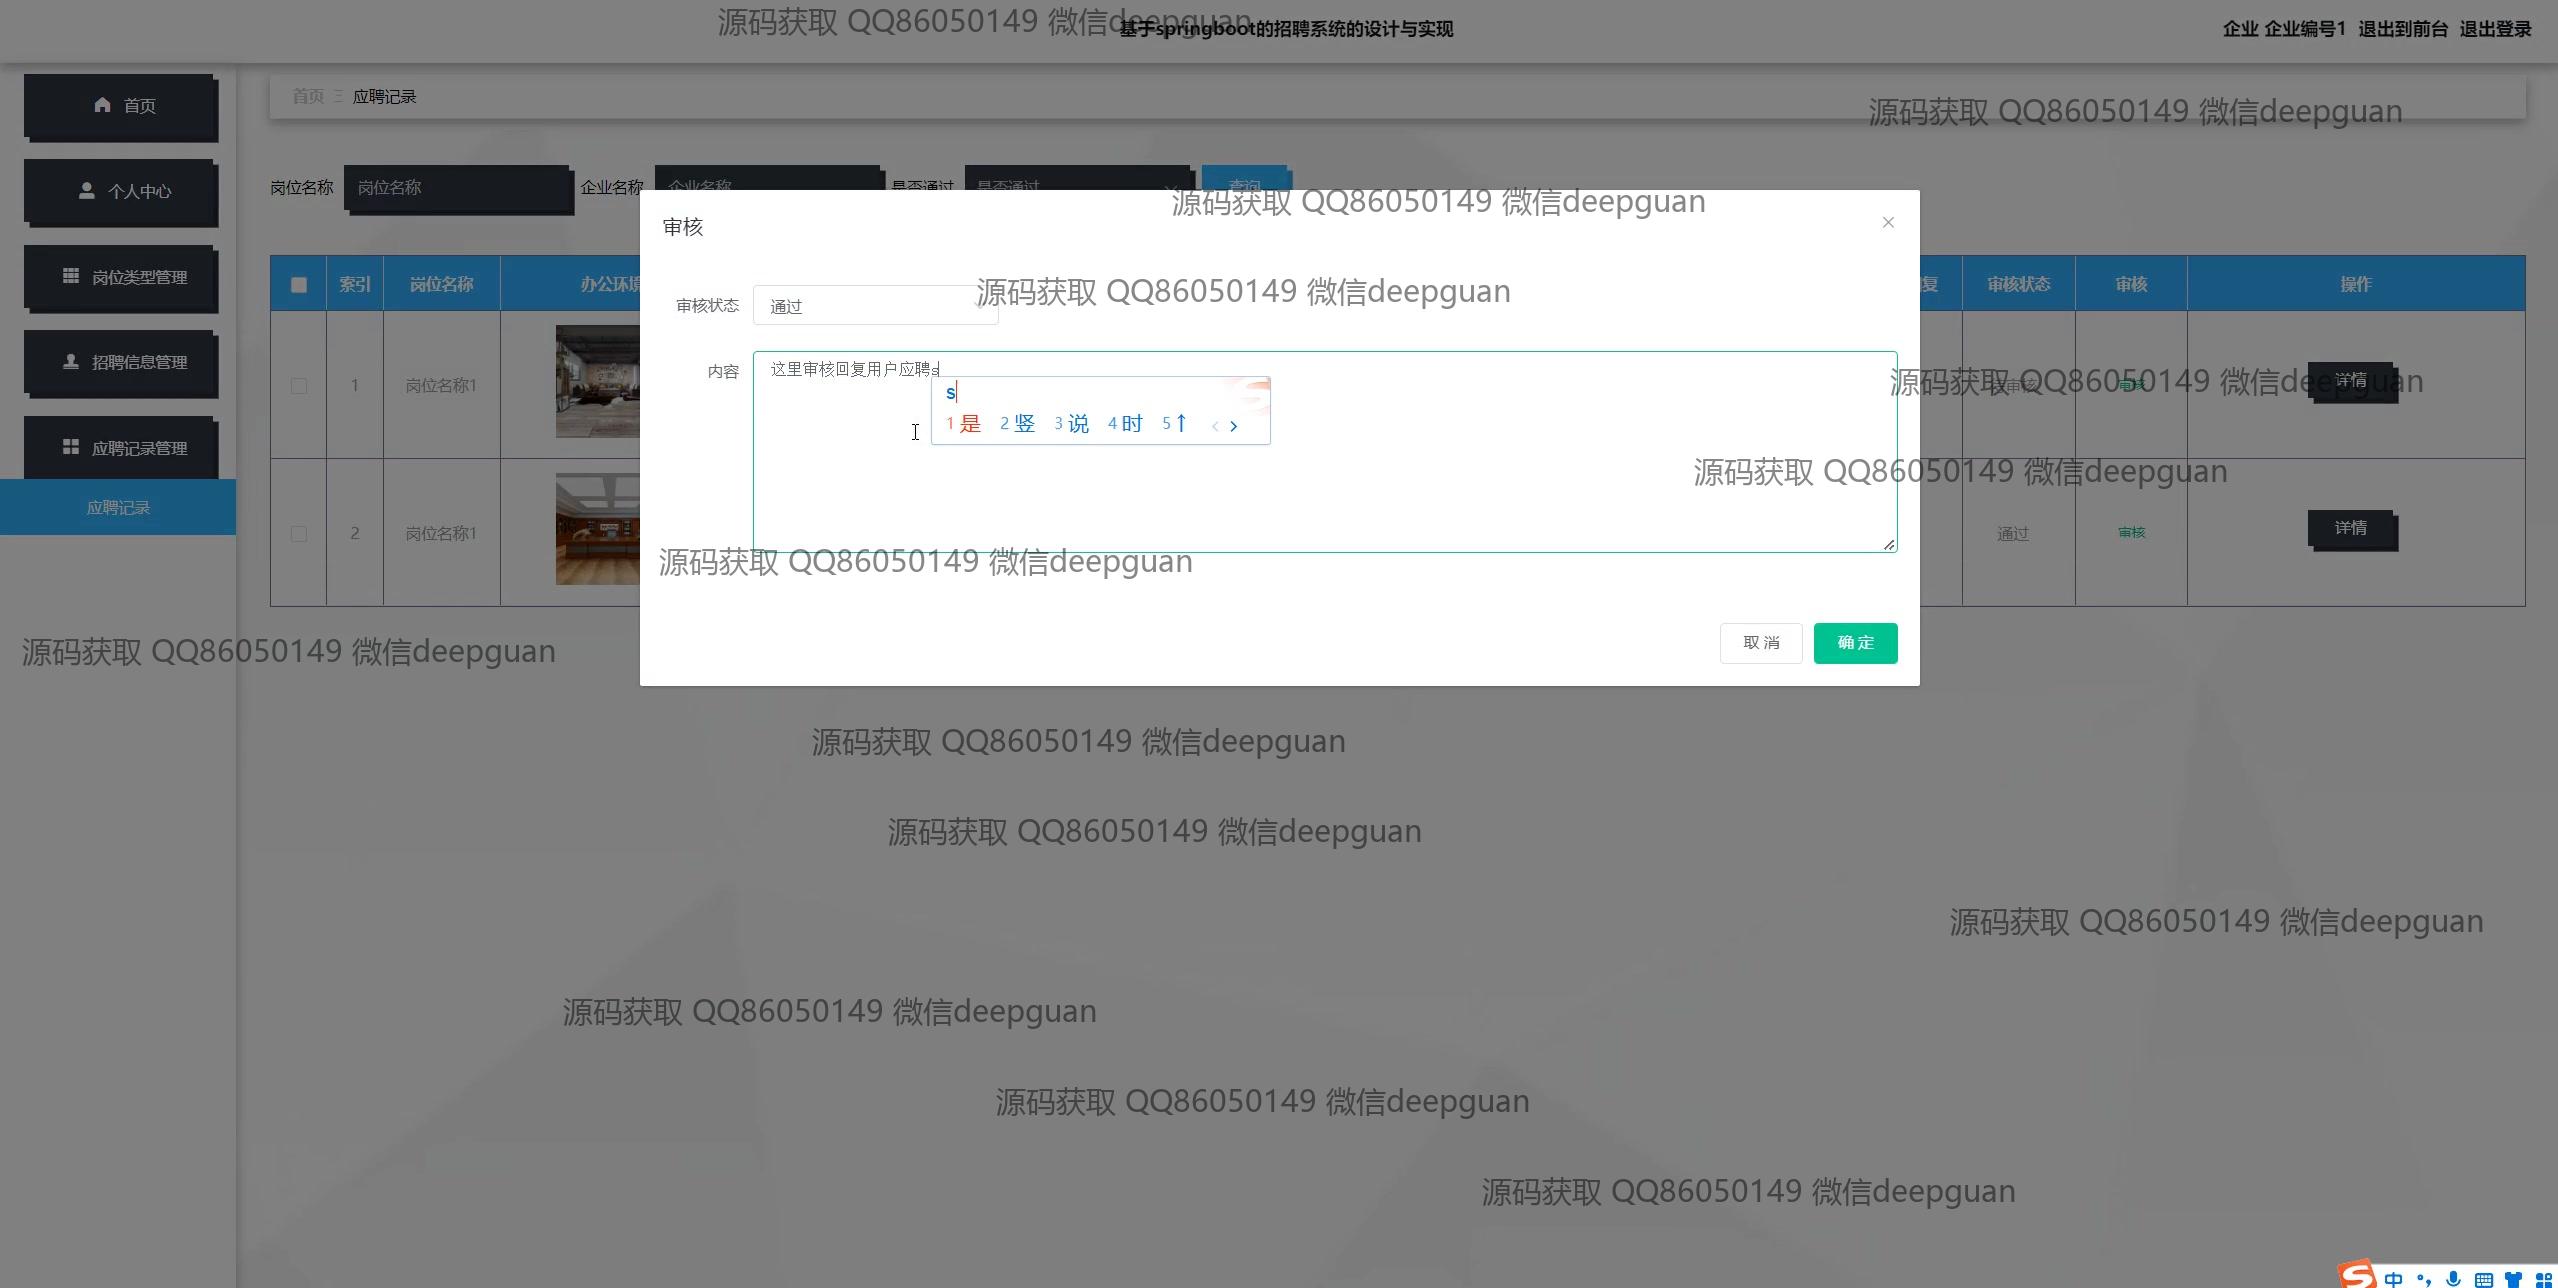 源码获取 QQ86050149 微信deepguan
基于springboot的招聘系统的设计与实现
企业 企业编号1 退出到前台 退出登录
首页
首页 应聘记录
源码获取 QQ86050149 微信deepguan
个人中心
岗位名称 岗位名称 企业名称 企业名称 是否通过 是否通过 查询
源码获取 QQ86050149 微信deepguan
审核
岗位类型管理
索引 岗位名称 办公环境 复 审核状态 审核 操作
源码获取 QQ86050149 微信deepguan
审核状态 通过
招聘信息管理
内容 这里审核回复用户应聘s
1 岗位名称1 审核 详情
源码获取 QQ86050149 微信deepguan
s
1 是 2 竖 3 说 4 时 5 ↑
应聘记录管理
源码获取 QQ86050149 微信deepguan
应聘记录
2 岗位名称1 通过 审核 详情
源码获取 QQ86050149 微信deepguan
取消 确定
源码获取 QQ86050149 微信deepguan
源码获取 QQ86050149 微信deepguan
源码获取 QQ86050149 微信deepguan
源码获取 QQ86050149 微信deepguan
源码获取 QQ86050149 微信deepguan
源码获取 QQ86050149 微信deepguan
源码获取 QQ86050149 微信deepguan
中